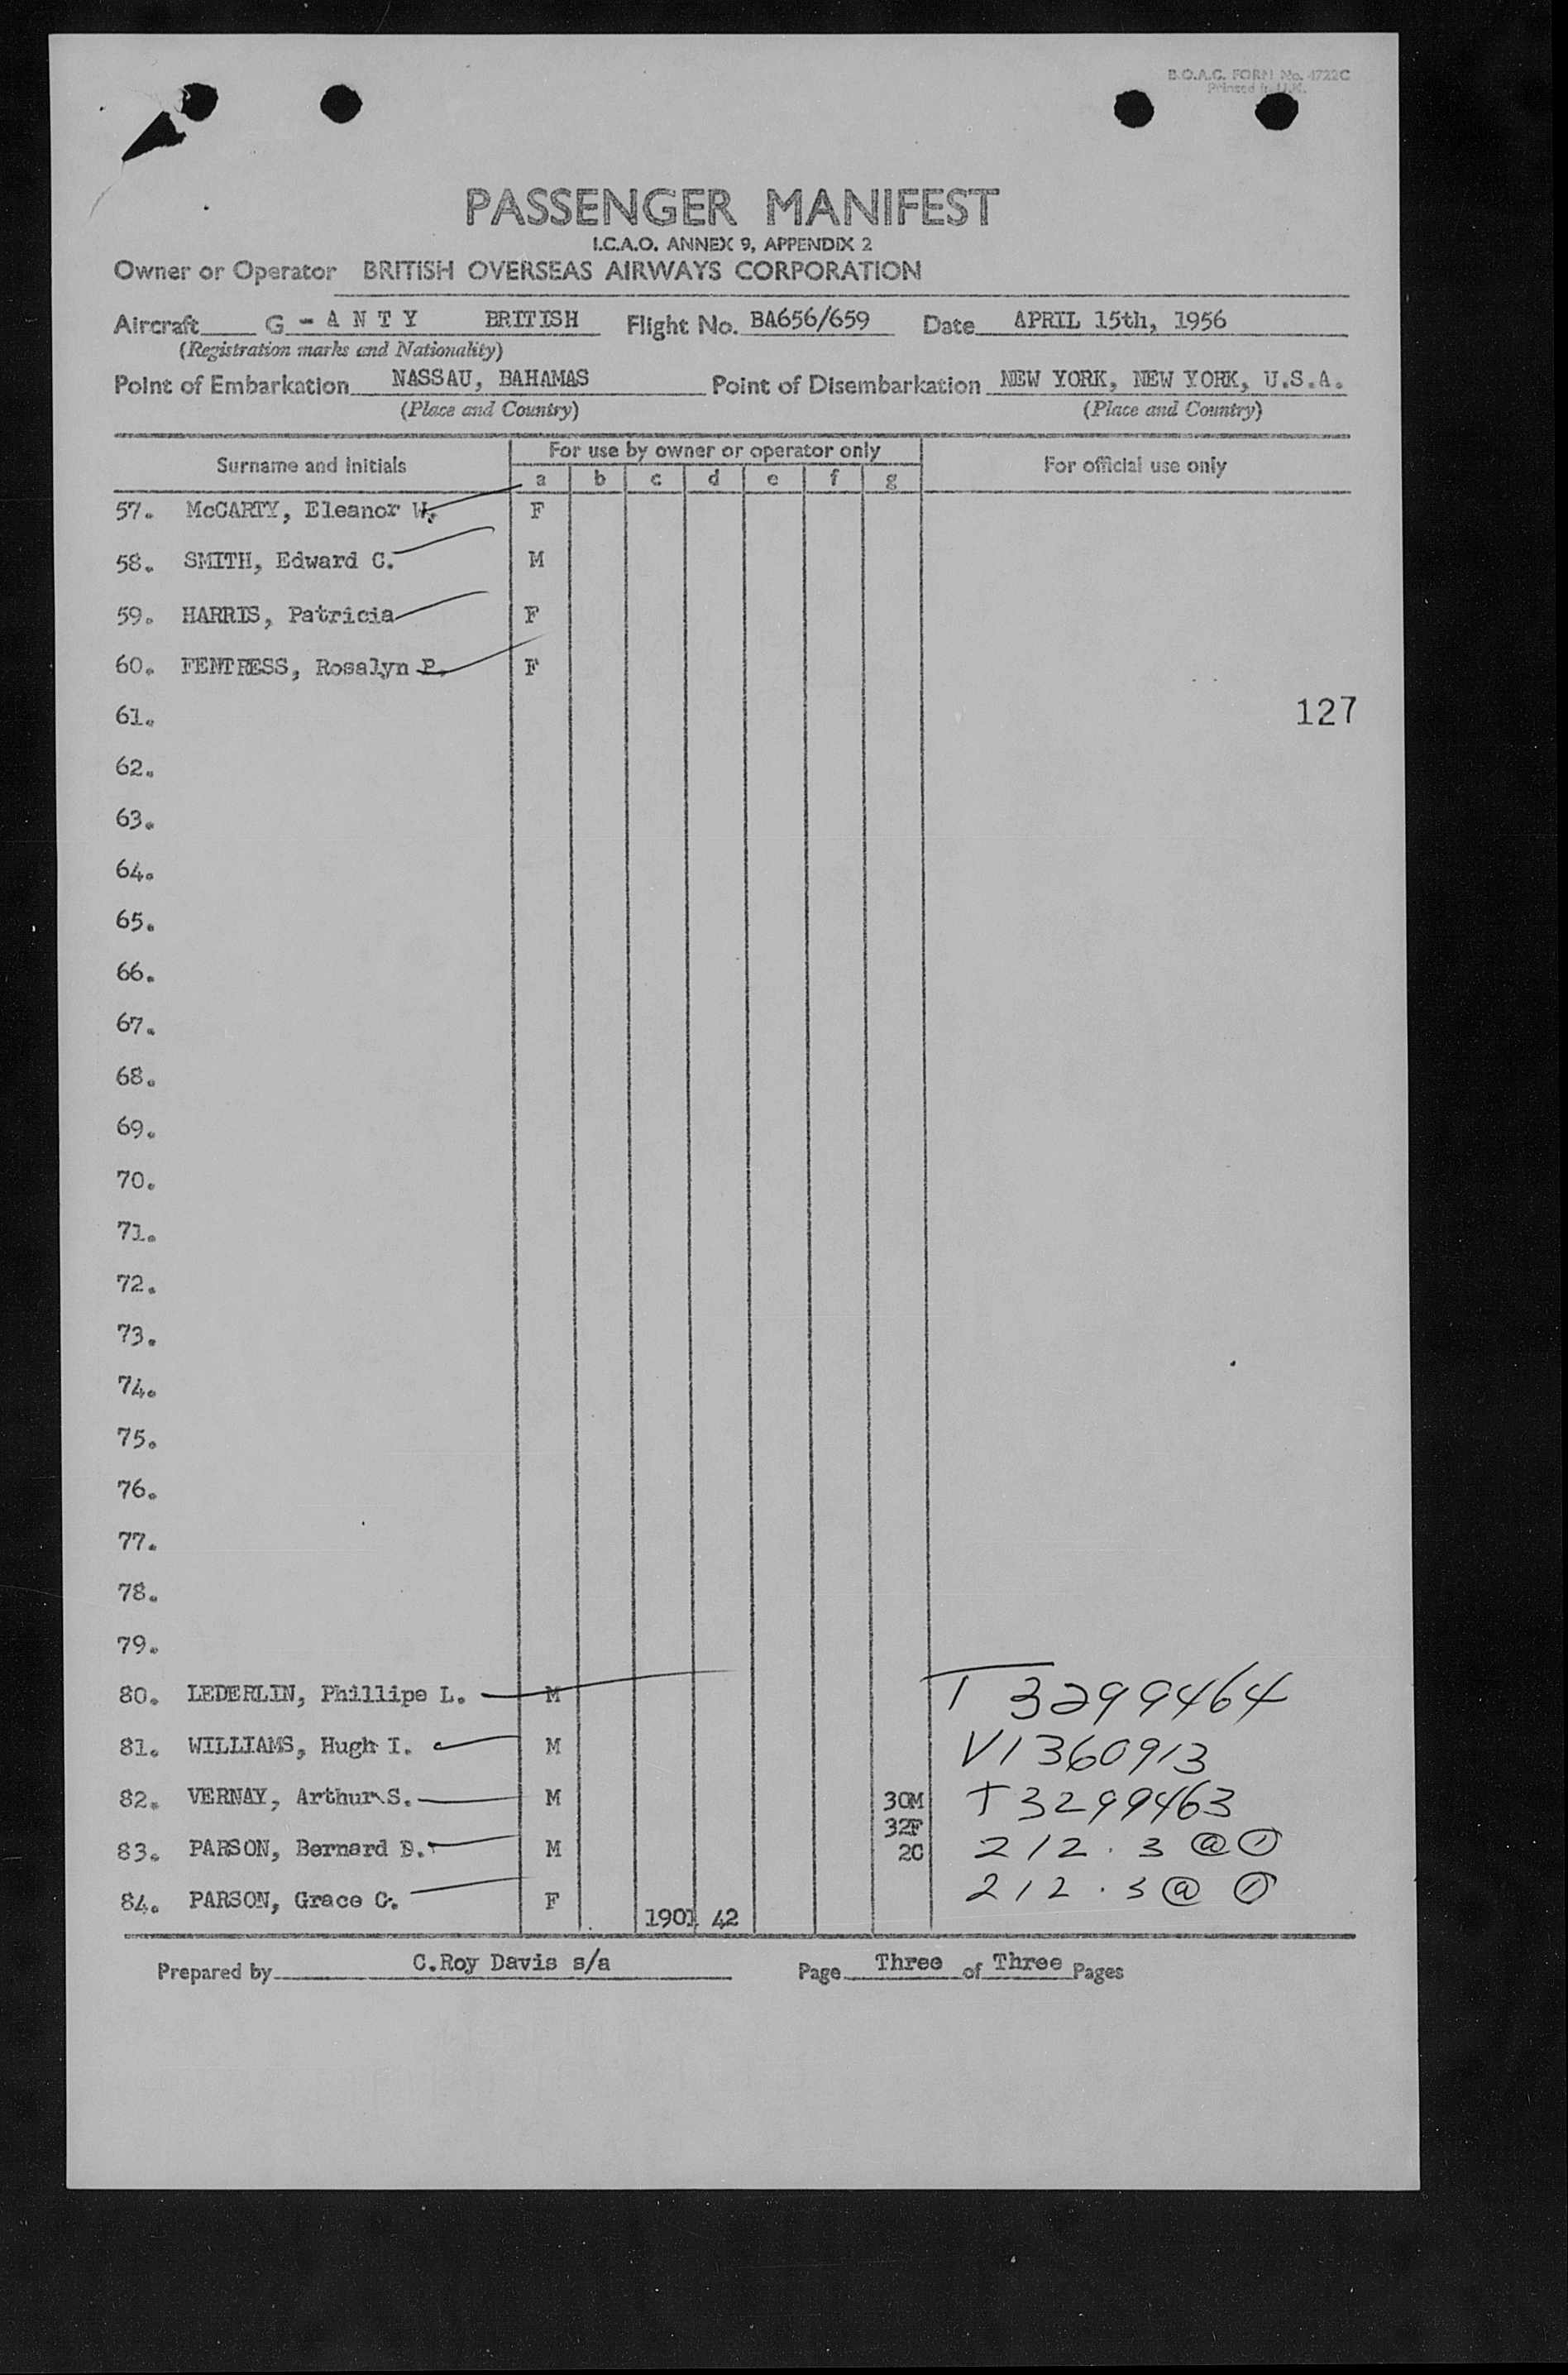 B.O.A.C. FORM No. 4722C
Printed in U.K.
PASSENGER MANIFEST
I.C.A.O. ANNEX 9, APPENDIX 2
Owner or Operator BRITISH OVERSEAS AIRWAYS CORPORATION
Aircraft G - A N T Y BRITISH Flight No. BA656/659 Date APRIL 15th, 1956
(Registration marks and Nationality)
Point of Embarkation NASSAU, BAHAMAS Point of Disembarkation NEW YORK, NEW YORK, U.S.A.
(Place and Country) (Place and Country)
Surname and initials For use by owner or operator only For official use only
a b c d e f g
57. McCARTY, Eleanor W. F
58. SMITH, Edward C. M
59. HARRIS, Patricia F
60. FENTRESS, Rosalyn P. F
61. 127
62.
63.
64.
65.
66.
67.
68.
69.
70.
71.
72.
73.
74.
75.
76.
77.
78.
79.
80. LEDERLIN, Phillipe L. M T 3299464
81. WILLIAMS, Hugh I. M V1360913
82. VERNAY, Arthur S. M 30M T3299463
32F
83. PARSON, Bernard D. M 2C 212.3 @ 1
84. PARSON, Grace C. F 212.3 @ 1
1901 42
Prepared by C.Roy Davis s/a Page Three of Three Pages